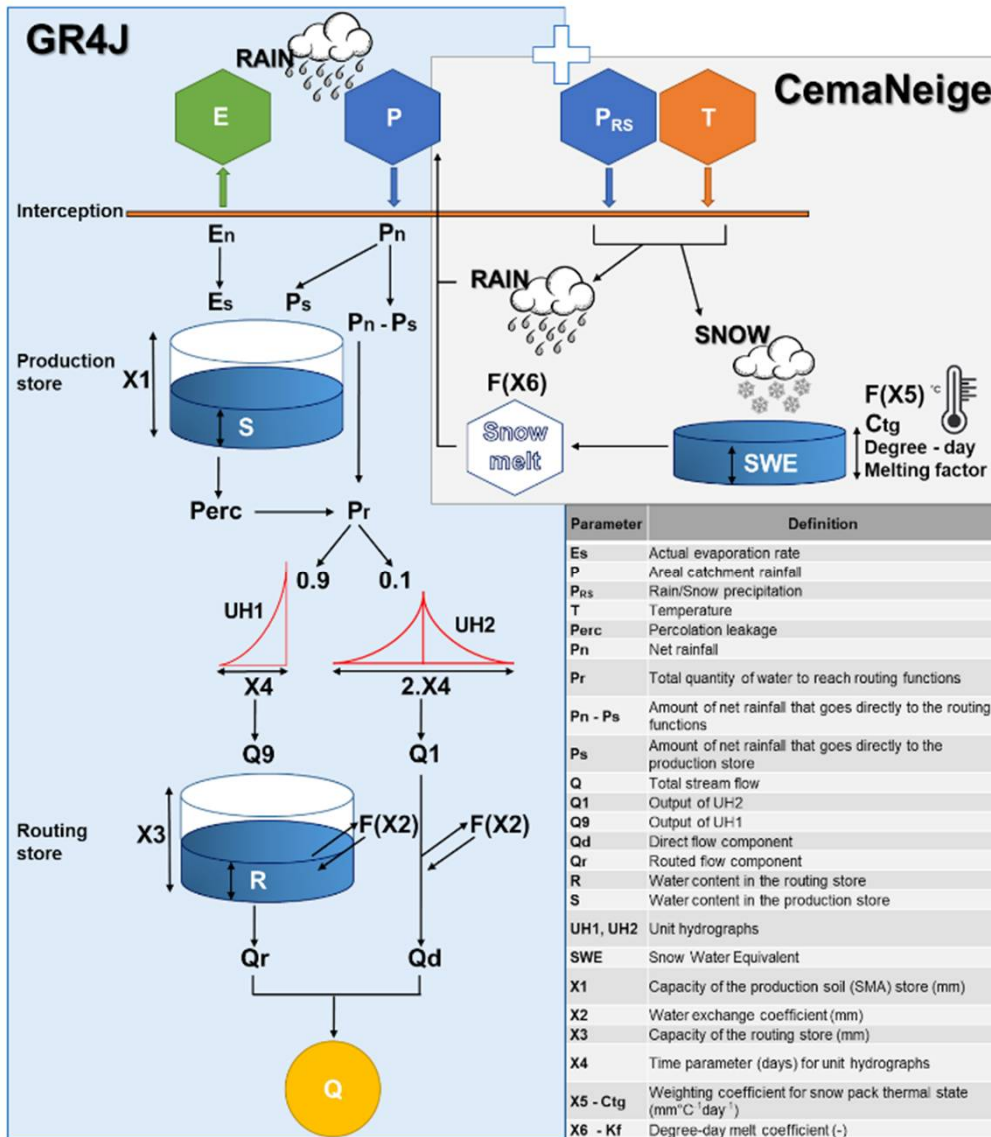 GR4J
RAIN
CemaNeige
E
P
PRS
T
Interception
En
Pn
Es
Ps
Pn - Ps
RAIN
SNOW
Production
store
X1
S
F(X6)
Snow
melt
SWE
°C
F(X5)
Ctg
Degree - day
Melting factor
Perc
Pr
0.9
0.1
UH1
UH2
X4
2.X4
Q9
Q1
Routing
store
X3
F(X2)
F(X2)
R
Qr
Qd
Q
Parameter Definition
Es Actual evaporation rate
P Areal catchment rainfall
PRS Rain/Snow precipitation
T Temperature
Perc Percolation leakage
Pn Net rainfall
Pr Total quantity of water to reach routing functions
Pn - Ps Amount of net rainfall that goes directly to the routing
functions
Ps Amount of net rainfall that goes directly to the
production store
Q Total stream flow
Q1 Output of UH2
Q9 Output of UH1
Qd Direct flow component
Qr Routed flow component
R Water content in the routing store
S Water content in the production store
UH1, UH2 Unit hydrographs
SWE Snow Water Equivalent
X1 Capacity of the production soil (SMA) store (mm)
X2 Water exchange coefficient (mm)
X3 Capacity of the routing store (mm)
X4 Time parameter (days) for unit hydrographs
X5 - Ctg Weighting coefficient for snow pack thermal state
(mm°C⁻¹day⁻¹)
X6 - Kf Degree-day melt coefficient (-)